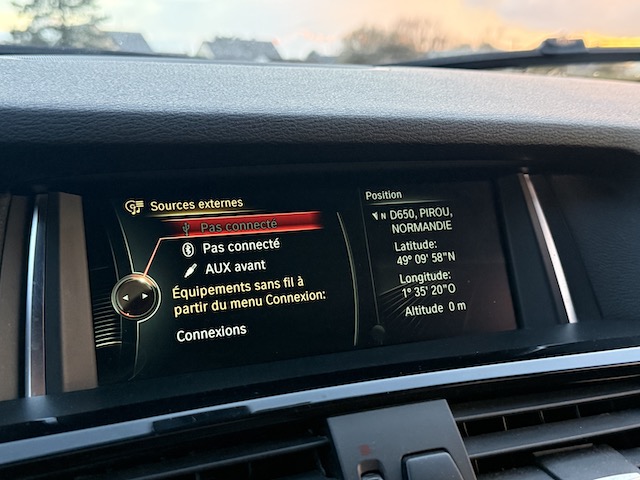 Sources externes
Pas connecté
Pas connecté
AUX avant
Équipements sans fil à
partir du menu Connexion:
Connexions
Position
N D650, PIROU,
NORMANDIE
Latitude:
49° 09' 58"N
Longitude:
1° 35' 20"O
Altitude 0 m